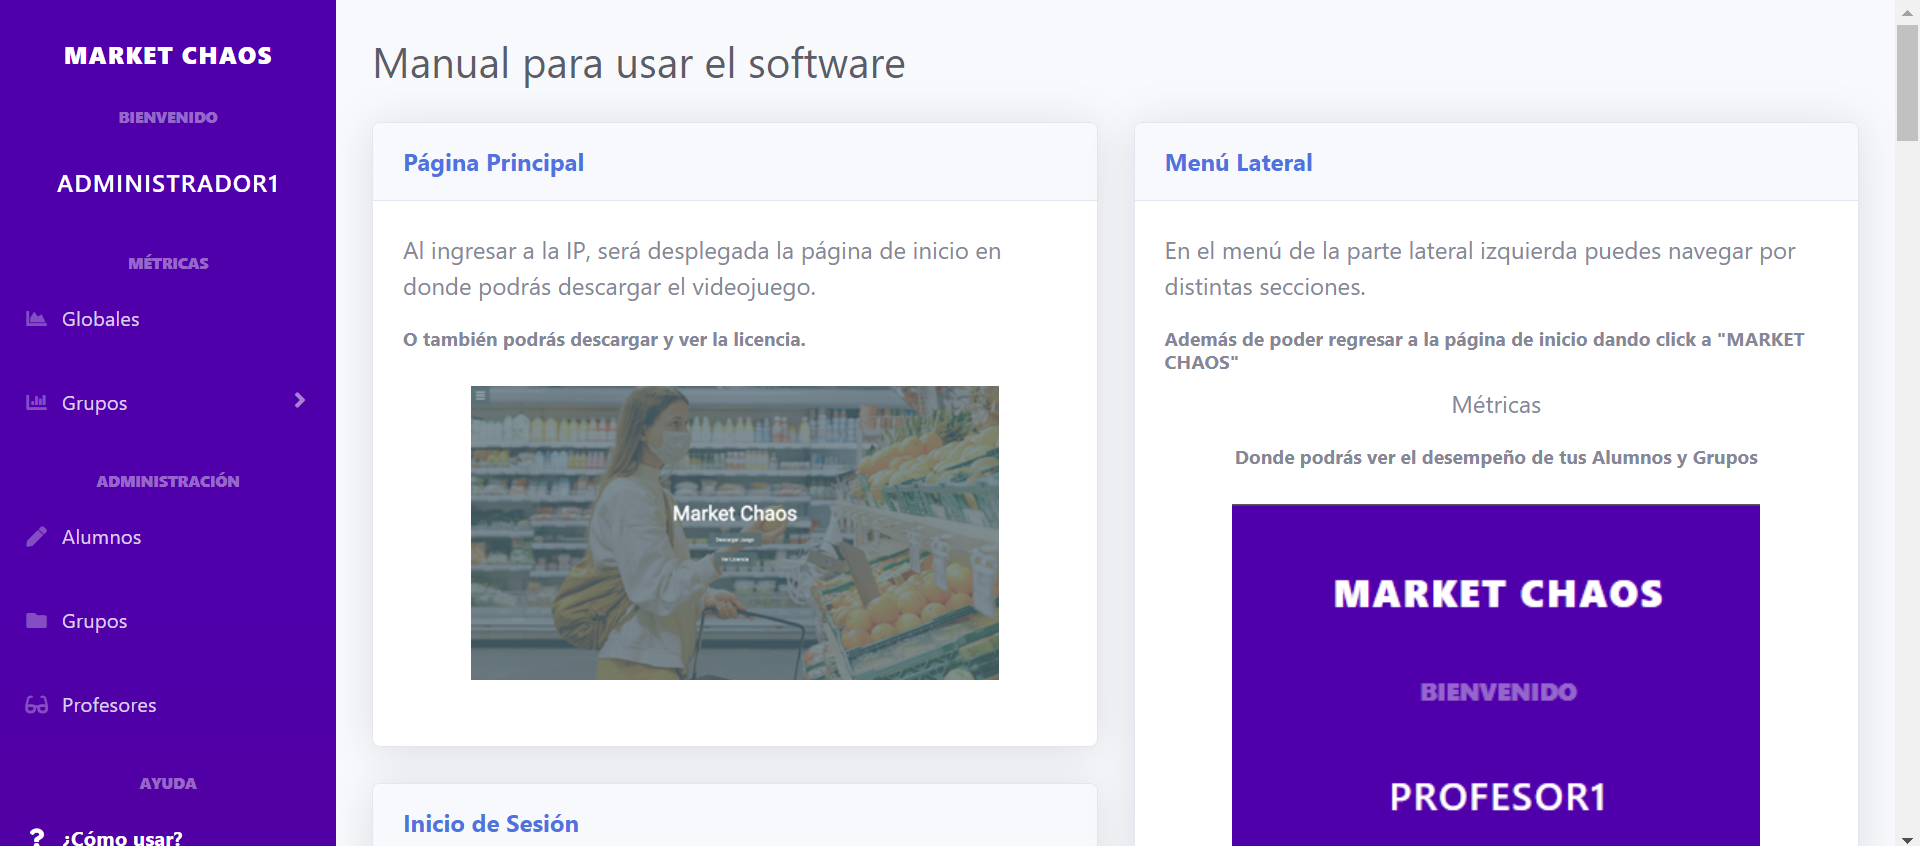 MARKET CHAOS
BIENVENIDO
ADMINISTRADOR1
MÉTRICAS
Globales
Grupos
ADMINISTRACIÓN
Alumnos
Grupos
Profesores
AYUDA
¿Cómo usar?
Manual para usar el software
Página Principal
Al ingresar a la IP, será desplegada la página de inicio en
donde podrás descargar el videojuego.
O también podrás descargar y ver la licencia.
Market Chaos
Descargar Juego
Ver Licencia
Inicio de Sesión
Menú Lateral
En el menú de la parte lateral izquierda puedes navegar por
distintas secciones.
Además de poder regresar a la página de inicio dando click a "MARKET
CHAOS"
Métricas
Donde podrás ver el desempeño de tus Alumnos y Grupos
MARKET CHAOS
BIENVENIDO
PROFESOR1